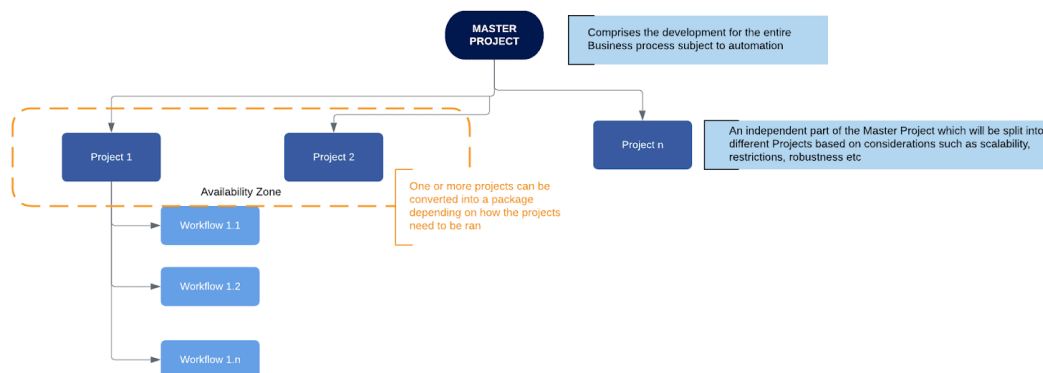 MASTER
PROJECT
Comprises the development for the entire
Business process subject to automation
Project 1
Project 2
Project n
An independent part of the Master Project which will be split into
different Projects based on considerations such as scalability,
restrictions, robustness etc
Availability Zone
One or more projects can be
converted into a package
depending on how the projects
need to be ran
Workflow 1.1
Workflow 1.2
Workflow 1.n